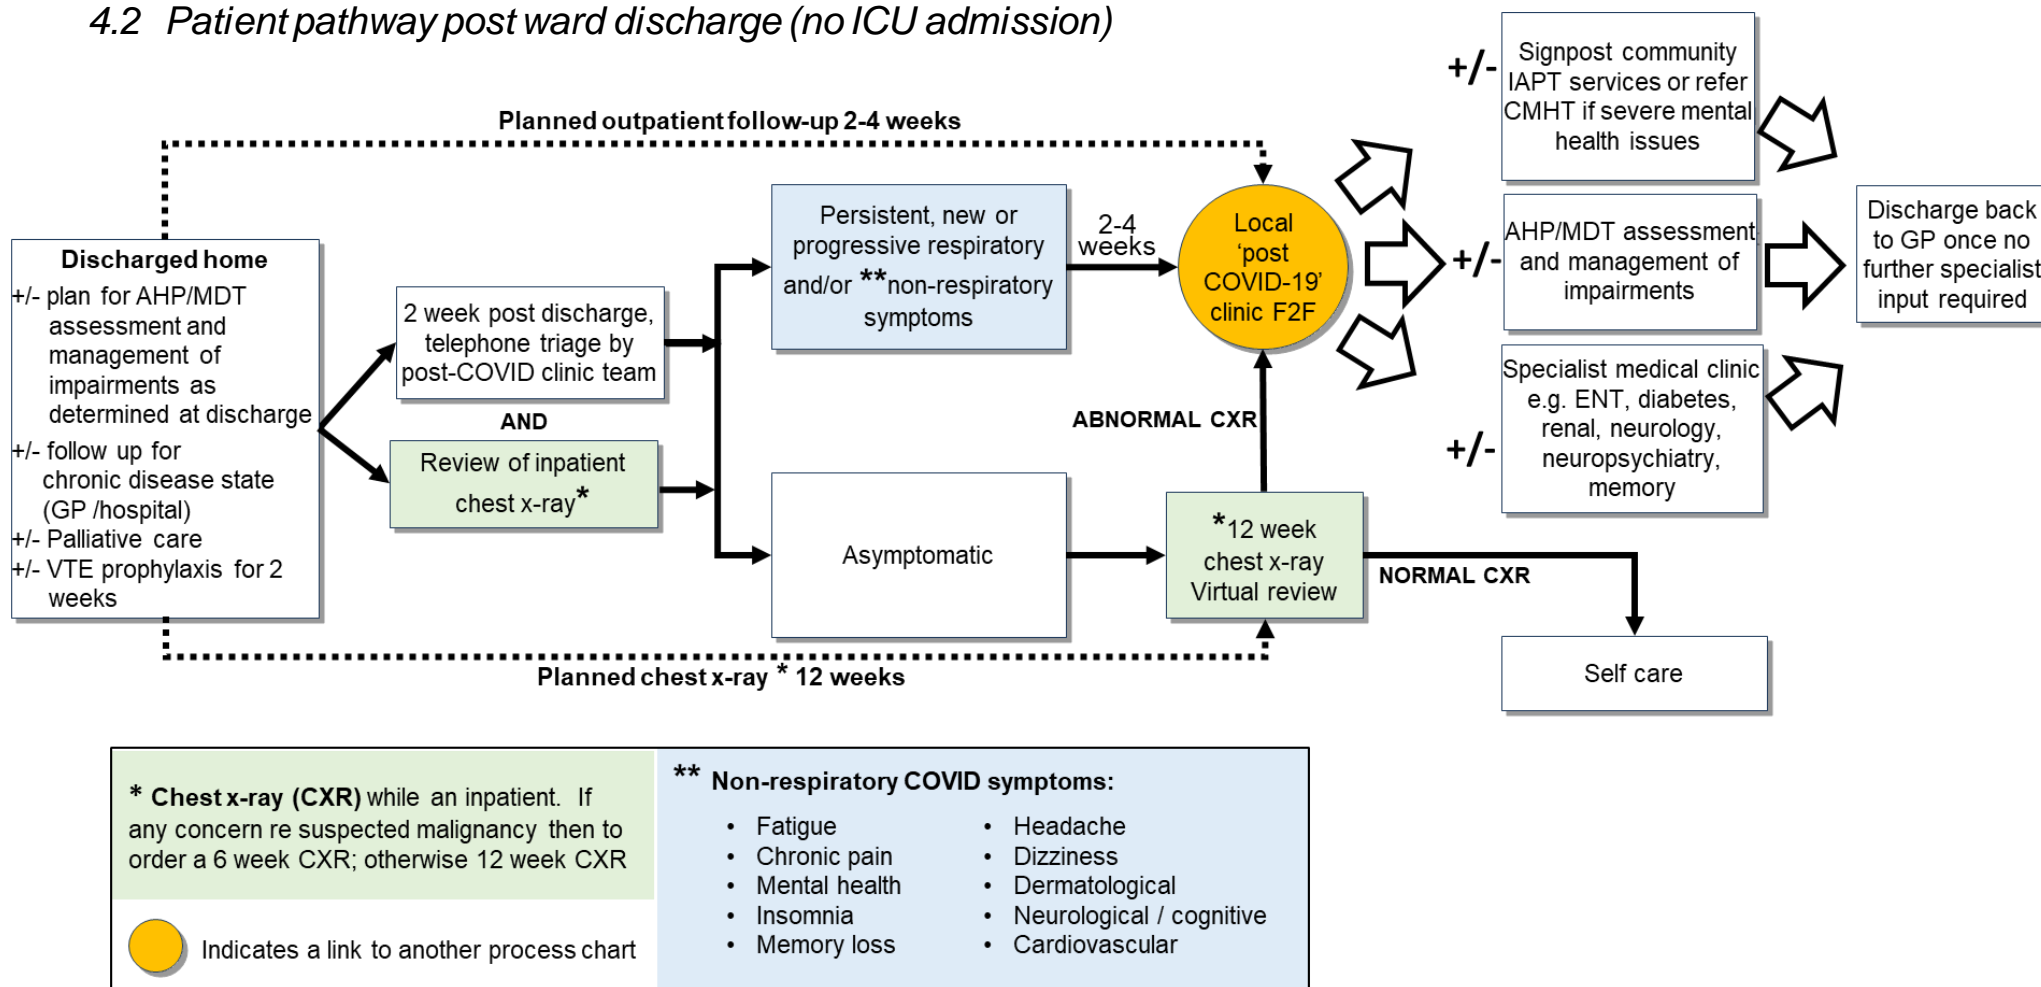 4.2 Patient pathway post ward discharge (no ICU admission)
Planned outpatient follow-up 2-4 weeks
Discharged home
+/- plan for AHP/MDT
assessment and
management of
impairments as
determined at discharge
+/- follow up for
chronic disease state
(GP /hospital)
+/- Palliative care
+/- VTE prophylaxis for 2
weeks
2 week post discharge,
telephone triage by
post-COVID clinic team
AND
Review of inpatient
chest x-ray*
Persistent, new or
progressive respiratory
and/or **non-respiratory
symptoms
2-4
weeks
Asymptomatic
Local
‘post
COVID-19’
clinic F2F
ABNORMAL CXR
*12 week
chest x-ray
Virtual review
NORMAL CXR
Planned chest x-ray * 12 weeks
+/-
Signpost community
IAPT services or refer
CMHT if severe mental
health issues
+/-
AHP/MDT assessment
and management of
impairments
+/-
Specialist medical clinic
e.g. ENT, diabetes,
renal, neurology,
neuropsychiatry,
memory
Discharge back
to GP once no
further specialist
input required
Self care
* Chest x-ray (CXR) while an inpatient. If
any concern re suspected malignancy then to
order a 6 week CXR; otherwise 12 week CXR
Indicates a link to another process chart
** Non-respiratory COVID symptoms:
• Fatigue
• Chronic pain
• Mental health
• Insomnia
• Memory loss
• Headache
• Dizziness
• Dermatological
• Neurological / cognitive
• Cardiovascular